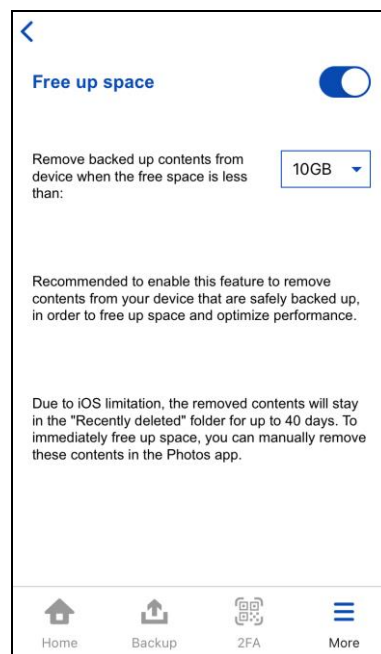 Free up space
Remove backed up contents from
device when the free space is less
than:
10GB
Recommended to enable this feature to remove
contents from your device that are safely backed up,
in order to free up space and optimize performance.
Due to iOS limitation, the removed contents will stay
in the "Recently deleted" folder for up to 40 days. To
immediately free up space, you can manually remove
these contents in the Photos app.
Home
Backup
2FA
More